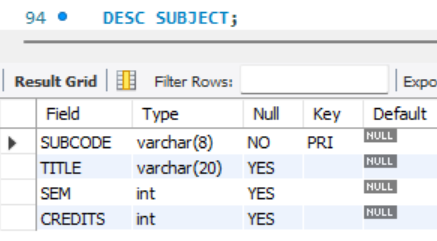 94 DESC SUBJECT;
Result Grid Filter Rows: Expo
Field Type Null Key Default
SUBCODE varchar(8) NO PRI NULL
TITLE varchar(20) YES NULL
SEM int YES NULL
CREDITS int YES NULL